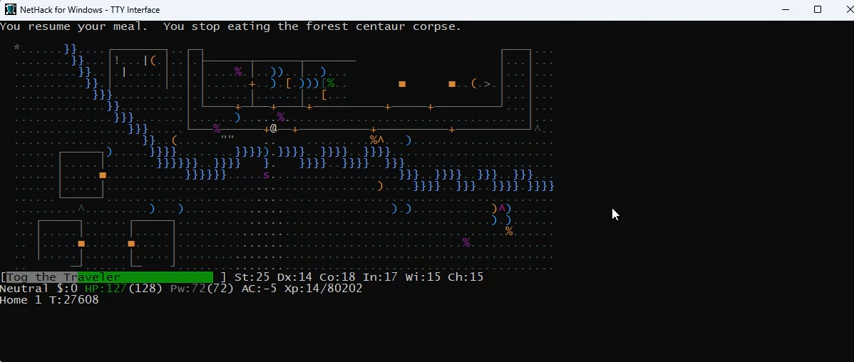 NetHack for Windows - TTY Interface
You resume your meal.  You stop eating the forest centaur corpse.
[Tog the Traveler                ] St:25 Dx:14 Co:18 In:17 Wi:15 Ch:15
Neutral $:0 HP:127(128) Pw:72(72) AC:-5 Xp:14/80202
Home 1 T:27608